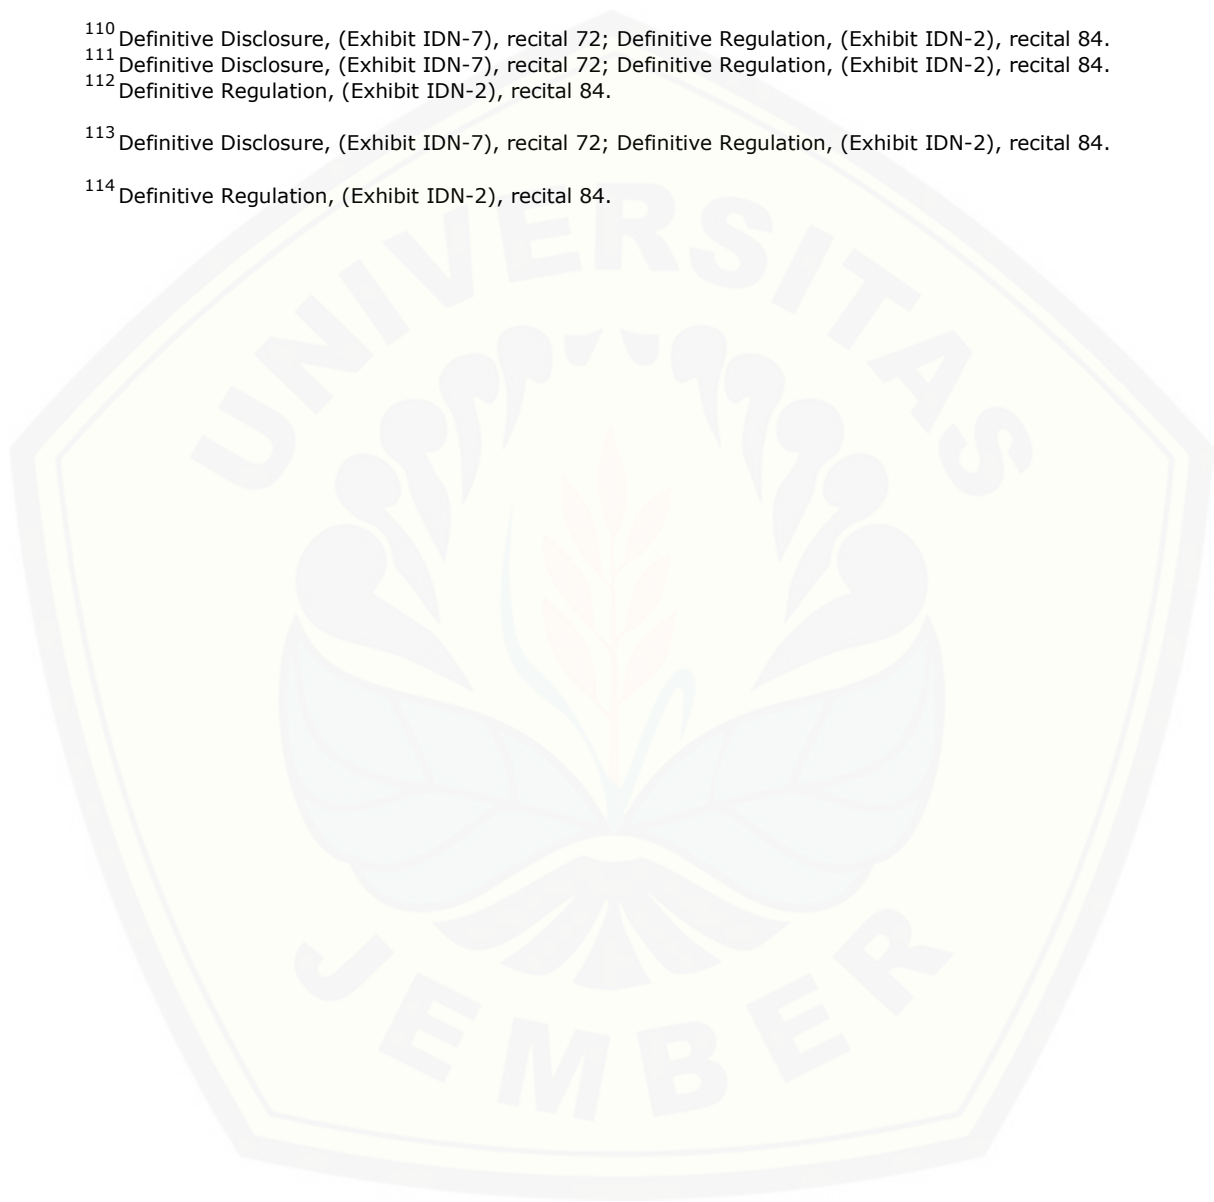 110 Definitive Disclosure, (Exhibit IDN-7), recital 72; Definitive Regulation, (Exhibit IDN-2), recital 84.
111 Definitive Disclosure, (Exhibit IDN-7), recital 72; Definitive Regulation, (Exhibit IDN-2), recital 84.
112 Definitive Regulation, (Exhibit IDN-2), recital 84.
113 Definitive Disclosure, (Exhibit IDN-7), recital 72; Definitive Regulation, (Exhibit IDN-2), recital 84.
114 Definitive Regulation, (Exhibit IDN-2), recital 84.
UNIVERSITAS
JEMBER